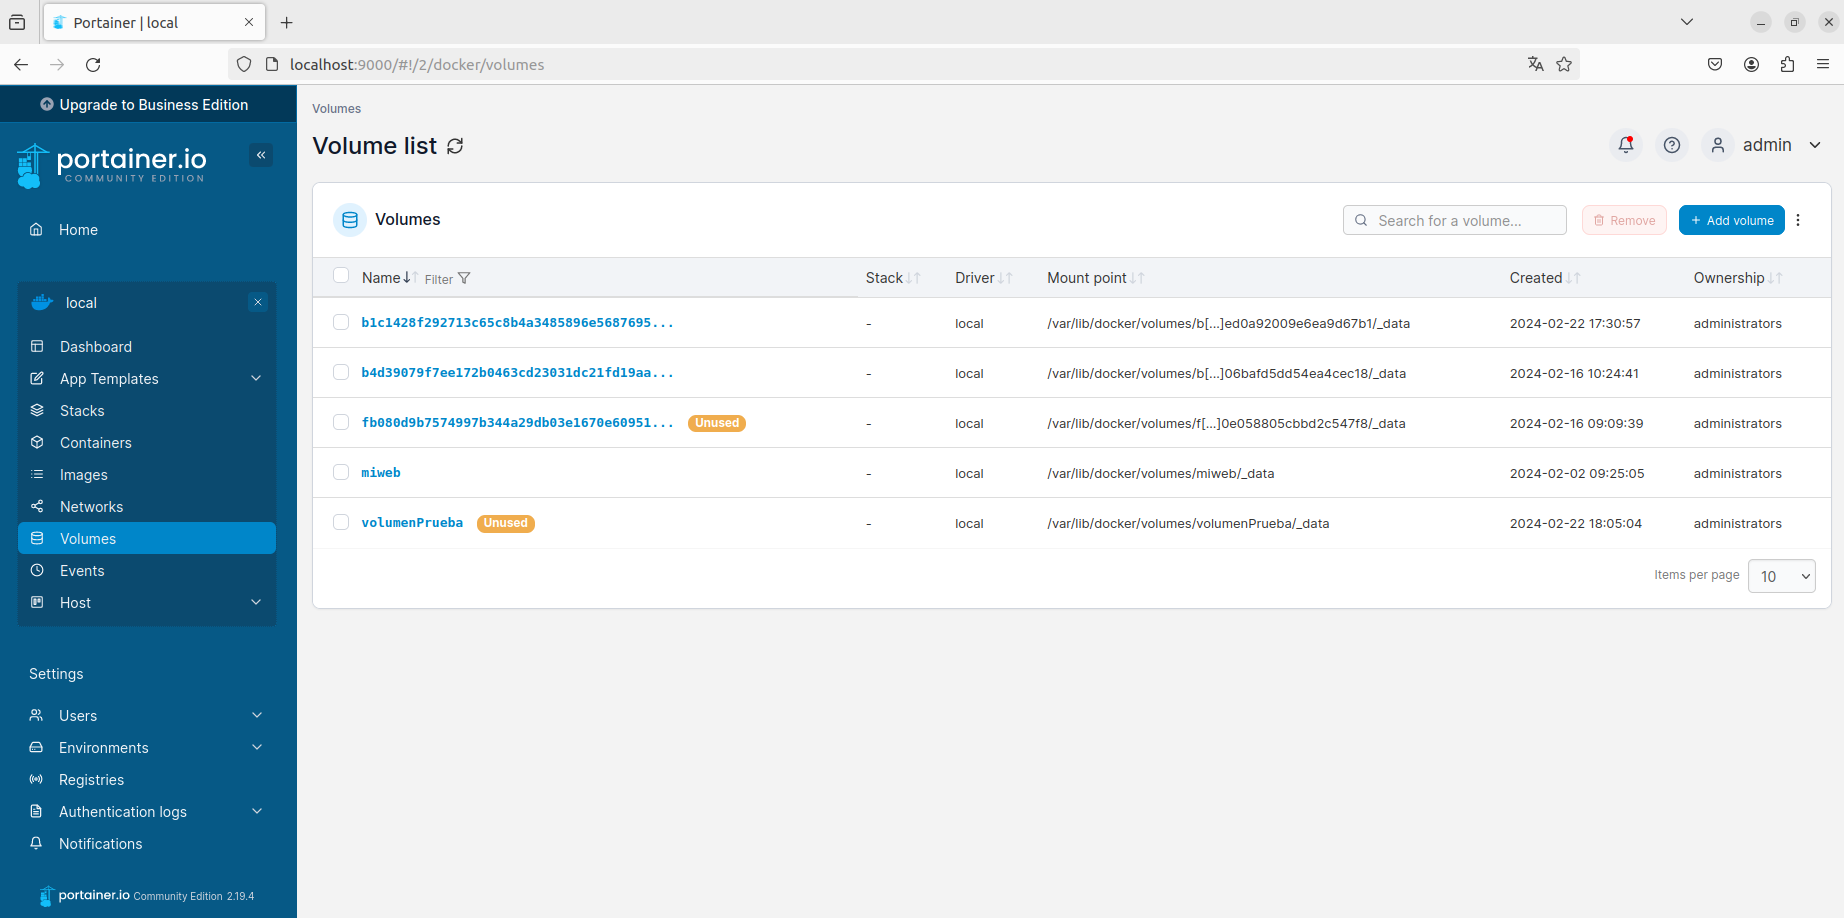 Portainer | local
localhost:9000/#!/2/docker/volumes
Upgrade to Business Edition
portainer.io
COMMUNITY EDITION
Home
local
Dashboard
App Templates
Stacks
Containers
Images
Networks
Volumes
Events
Host
Settings
Users
Environments
Registries
Authentication logs
Notifications
portainer.io Community Edition 2.19.4
Volumes
Volume list
admin
Volumes
Search for a volume...
Remove
+ Add volume
Name Filter Stack Driver Mount point Created Ownership
b1c1428f292713c65c8b4a3485896e5687695... - local /var/lib/docker/volumes/b[...]ed0a92009e6ea9d67b1/_data 2024-02-22 17:30:57 administrators
b4d39079f7ee172b0463cd23031dc21fd19aa... - local /var/lib/docker/volumes/b[...]06bafd5dd54ea4cec18/_data 2024-02-16 10:24:41 administrators
fb080d9b7574997b344a29db03e1670e60951... Unused - local /var/lib/docker/volumes/f[...]0e058805cbbd2c547f8/_data 2024-02-16 09:09:39 administrators
miweb - local /var/lib/docker/volumes/miweb/_data 2024-02-02 09:25:05 administrators
volumenPrueba Unused - local /var/lib/docker/volumes/volumenPrueba/_data 2024-02-22 18:05:04 administrators
Items per page 10